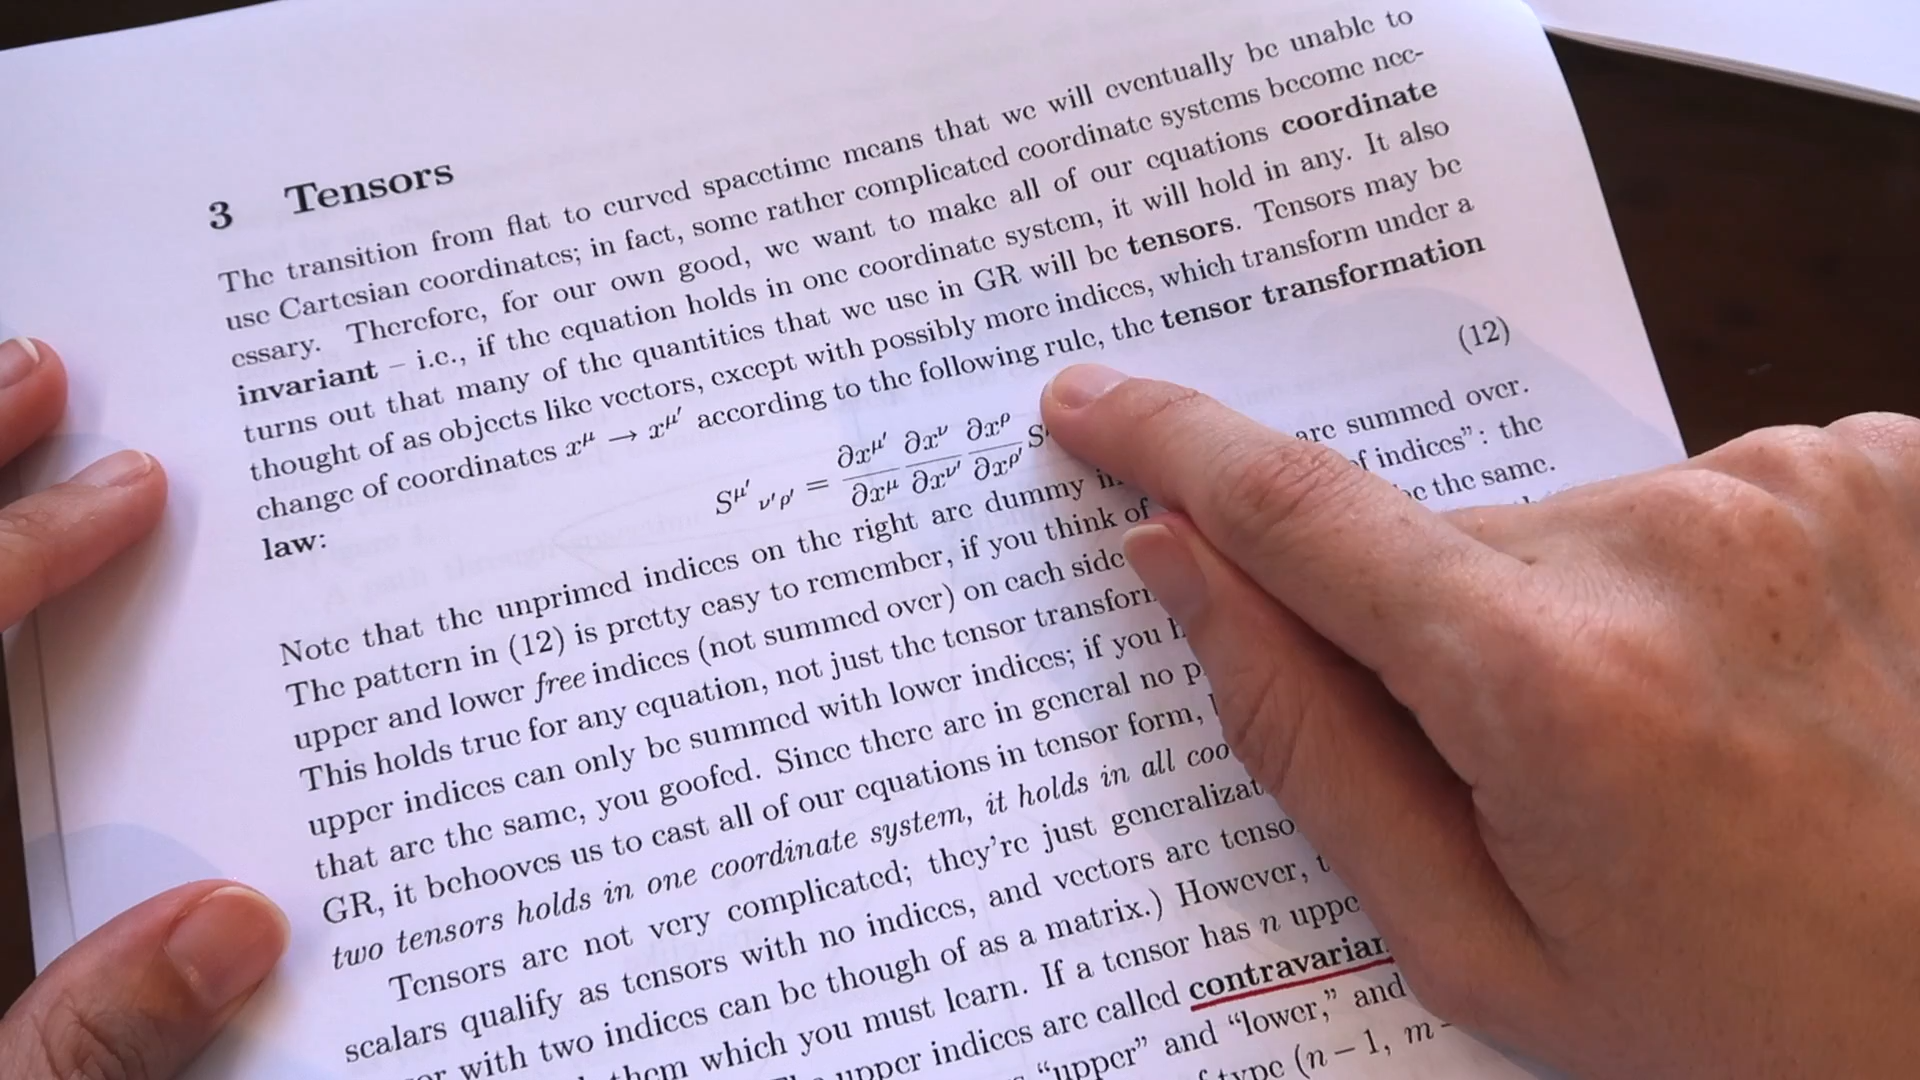 3 Tensors
The transition from flat to curved spacetime means that we will eventually be unable to
use Cartesian coordinates; in fact, some rather complicated coordinate systems become nec-
essary. Therefore, for our own good, we want to make all of our equations coordinate
invariant – i.e., if the equation holds in one coordinate system, it will hold in any. It also
turns out that many of the quantities that we use in GR will be tensors. Tensors may be
thought of as objects like vectors, except with possibly more indices, which transform under a
change of coordinates x^μ → x^μ′ according to the following rule, the tensor transformation
law:
S^μ′_ν′ρ′ = ∂x^μ′/∂x^μ ∂x^ν/∂x^ν′ ∂x^ρ/∂x^ρ′ S (12)
Note that the unprimed indices on the right are dummy are summed over.
The pattern in (12) is pretty easy to remember, if you think of of indices”: the
upper and lower free indices (not summed over) on each side be the same.
This holds true for any equation, not just the tensor transfor
upper indices can only be summed with lower indices; if you
that are the same, you goofed. Since there are in general no
GR, it behooves us to cast all of our equations in tensor form,
two tensors holds in one coordinate system, it holds in all coo
Tensors are not very complicated; they’re just generalizat
scalars qualify as tensors with no indices, and vectors are tenso
or with two indices can be though of as a matrix.) However,
them which you must learn. If a tensor has n uppe
upper indices are called contravarian
“upper” and “lower,” and
type (n − 1, m −